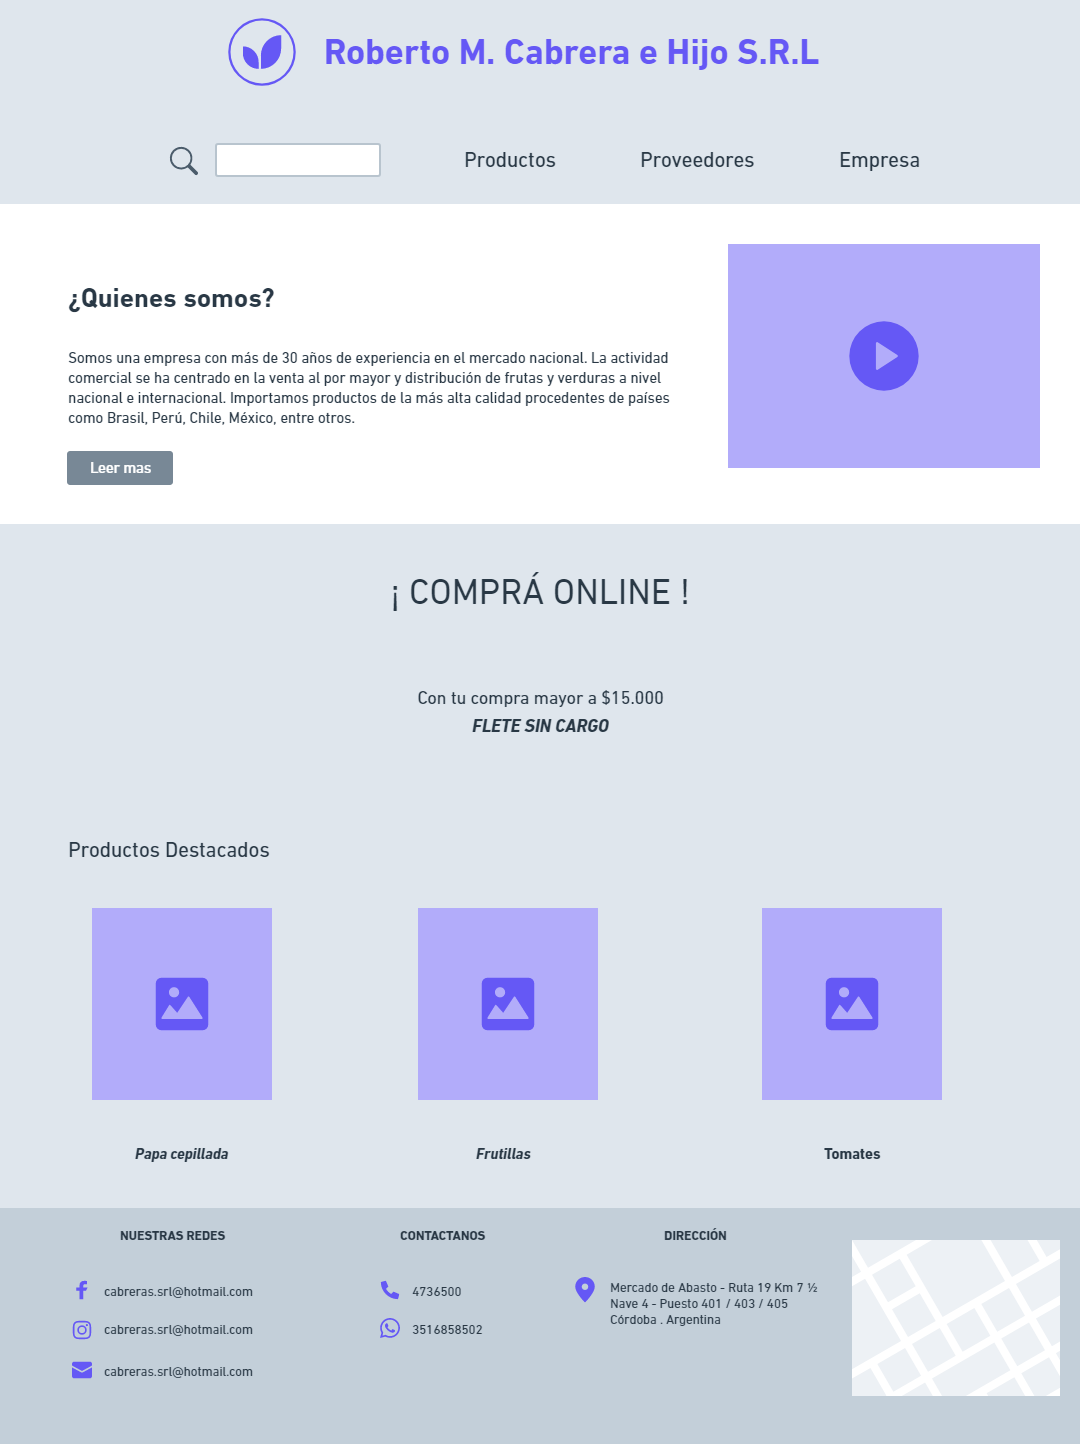 Roberto M. Cabrera e Hijo S.R.L
Productos
Proveedores
Empresa
¿Quienes somos?
Somos una empresa con más de 30 años de experiencia en el mercado nacional. La actividad
comercial se ha centrado en la venta al por mayor y distribución de frutas y verduras a nivel
nacional e internacional. Importamos productos de la más alta calidad procedentes de países
como Brasil, Perú, Chile, México, entre otros.
Leer mas
¡ COMPRÁ ONLINE !
Con tu compra mayor a $15.000
FLETE SIN CARGO
Productos Destacados
Papa cepillada
Frutillas
Tomates
NUESTRAS REDES
cabreras.srl@hotmail.com
cabreras.srl@hotmail.com
cabreras.srl@hotmail.com
CONTACTANOS
4736500
3516858502
DIRECCIÓN
Mercado de Abasto - Ruta 19 Km 7 ½
Nave 4 - Puesto 401 / 403 / 405
Córdoba . Argentina